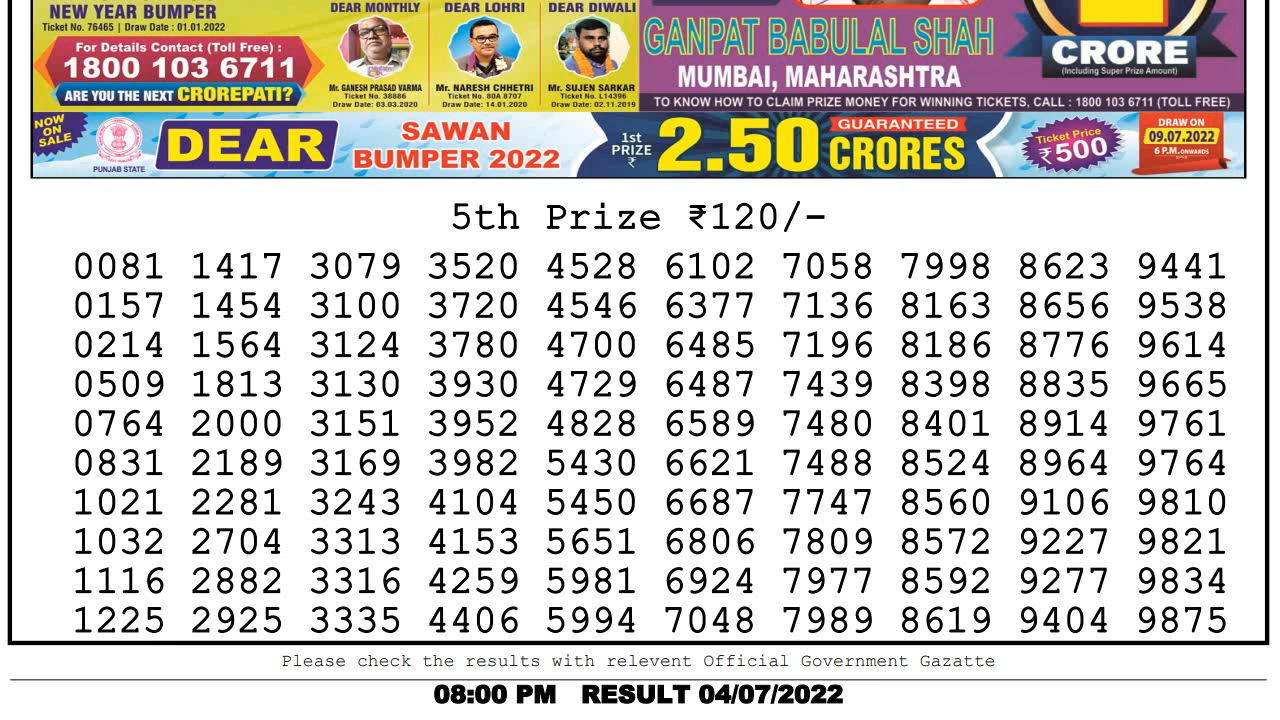 NEW YEAR BUMPER
Ticket No. 76465 | Draw Date : 01.01.2022
For Details Contact (Toll Free) :
1800 103 6711
ARE YOU THE NEXT CROREPATI?
DEAR MONTHLY
Mr. GANESH PRASAD VARMA
Ticket No. 38886
Draw Date: 03.03.2020
DEAR LOHRI
Mr. NARESH CHHETRI
Ticket No. 80A 8707
Draw Date: 14.01.2020
DEAR DIWALI
Mr. SUJEN SARKAR
Ticket No. L14396
Draw Date: 02.11.2019
GANPAT BABULAL SHAH
MUMBAI, MAHARASHTRA
CRORE
(Including Super Prize Amount)
TO KNOW HOW TO CLAIM PRIZE MONEY FOR WINNING TICKETS, CALL : 1800 103 6711 (TOLL FREE)
NOW
ON
SALE
PUNJAB STATE
DEAR
SAWAN
BUMPER 2022
1st
PRIZE
₹
2.50
GUARANTEED
CRORES
Ticket Price
₹500
DRAW ON
09.07.2022
6 P.M. ONWARDS
5th Prize ₹120/-
0081 1417 3079 3520 4528 6102 7058 7998 8623 9441
0157 1454 3100 3720 4546 6377 7136 8163 8656 9538
0214 1564 3124 3780 4700 6485 7196 8186 8776 9614
0509 1813 3130 3930 4729 6487 7439 8398 8835 9665
0764 2000 3151 3952 4828 6589 7480 8401 8914 9761
0831 2189 3169 3982 5430 6621 7488 8524 8964 9764
1021 2281 3243 4104 5450 6687 7747 8560 9106 9810
1032 2704 3313 4153 5651 6806 7809 8572 9227 9821
1116 2882 3316 4259 5981 6924 7977 8592 9277 9834
1225 2925 3335 4406 5994 7048 7989 8619 9404 9875
Please check the results with relevent Official Government Gazatte
08:00 PM RESULT 04/07/2022